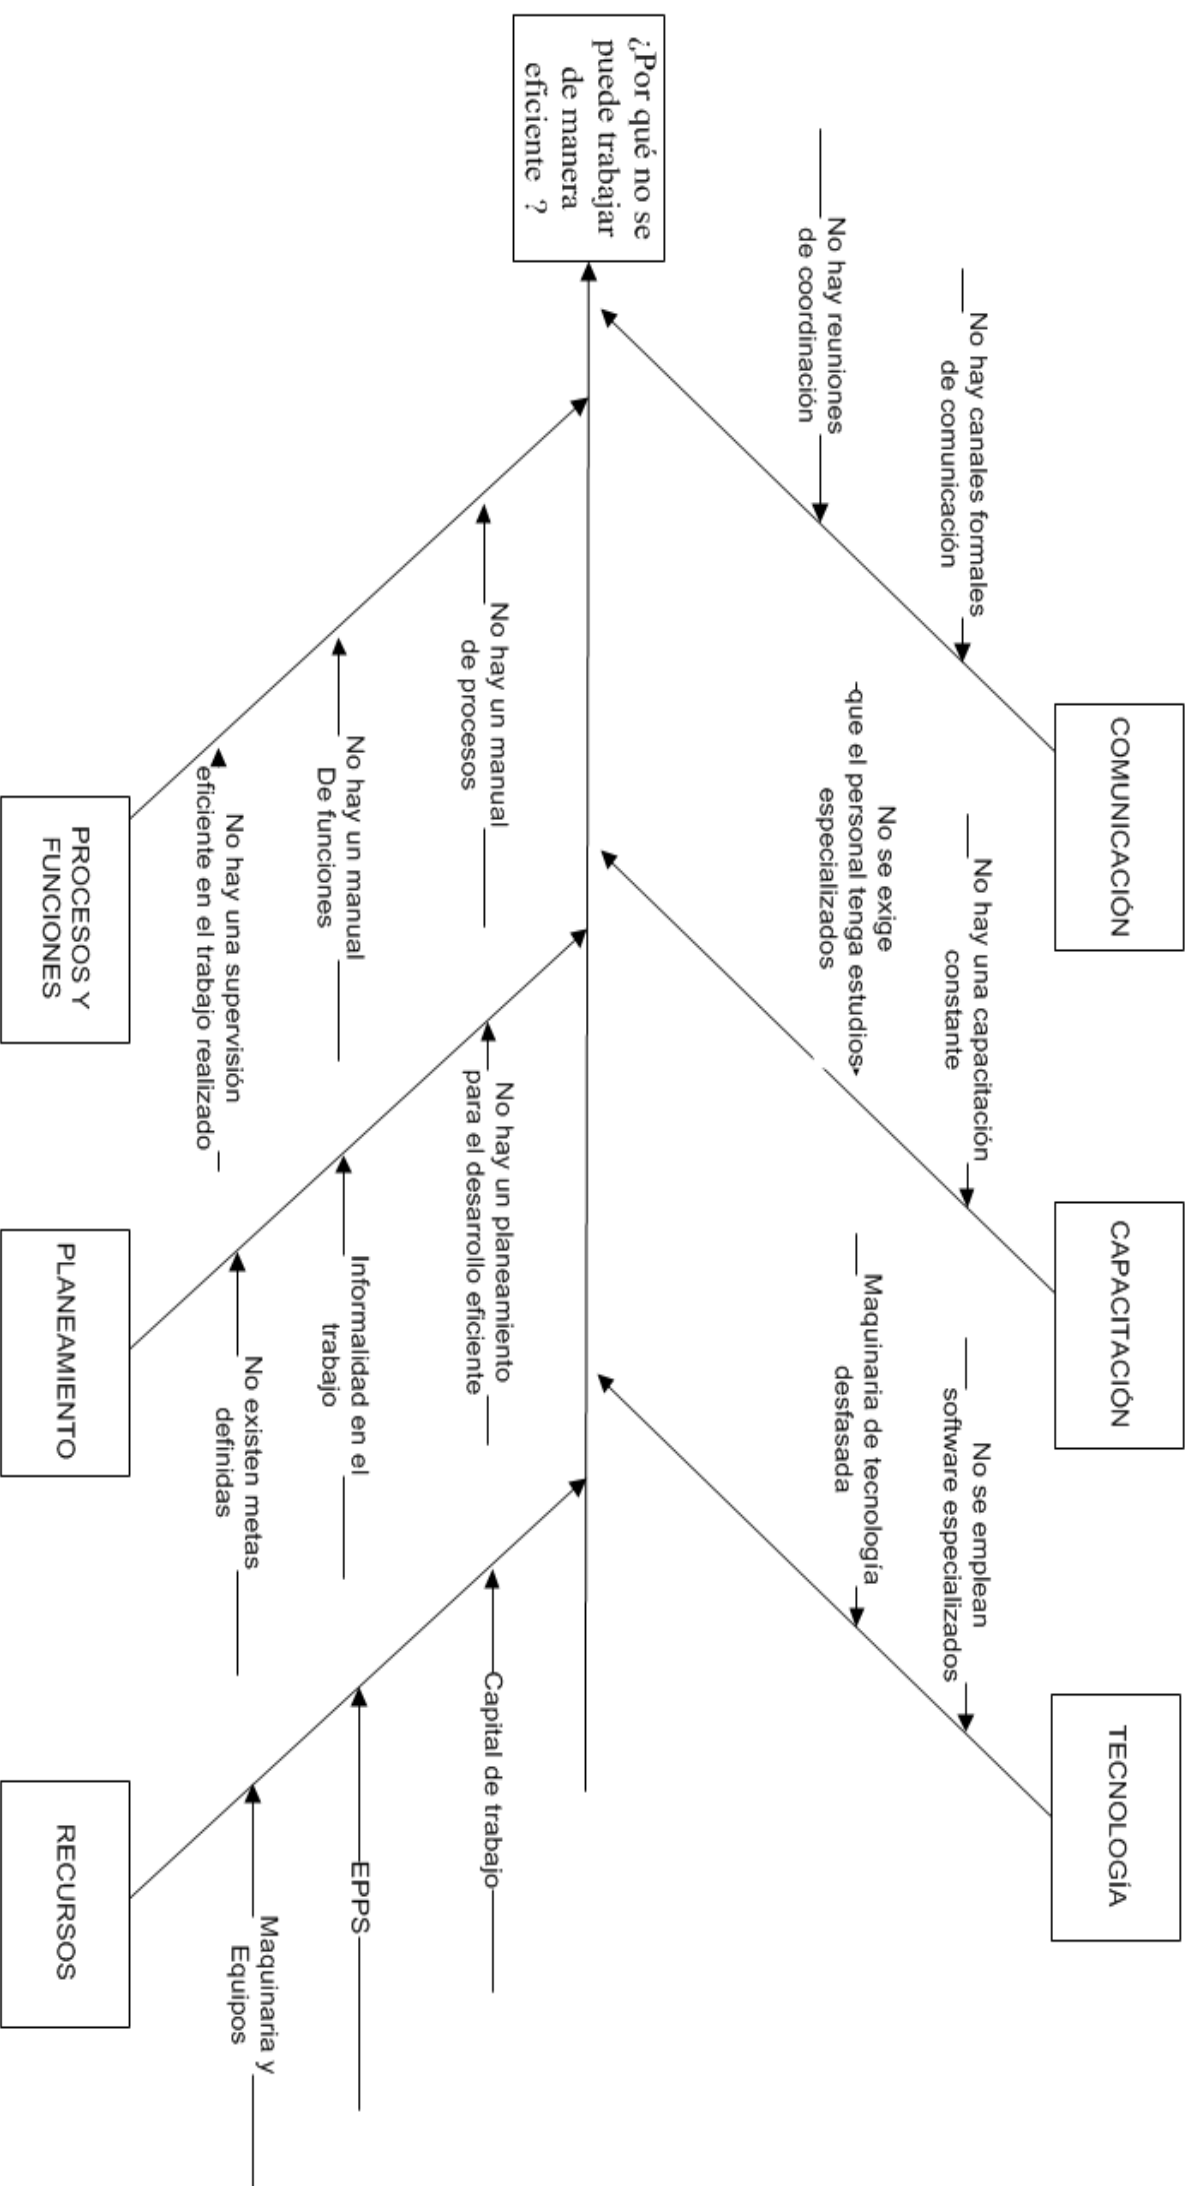 ¿Por qué no se
puede trabajar
de manera
eficiente ?
COMUNICACIÓN
No hay canales formales
de comunicación
No hay reuniones
de coordinación
CAPACITACIÓN
No hay una capacitación
constante
No se exige
que el personal tenga estudios
especializados
TECNOLOGÍA
No se emplean
software especializados
Maquinaria de tecnología
desfasada
No hay un manual
de procesos
No hay un manual
De funciones
No hay una supervisión
eficiente en el trabajo realizado
PROCESOS Y
FUNCIONES
No hay un planeamiento
para el desarrollo eficiente
Informalidad en el
trabajo
No existen metas
definidas
PLANEAMIENTO
Capital de trabajo
EPPS
Maquinaria y
Equipos
RECURSOS